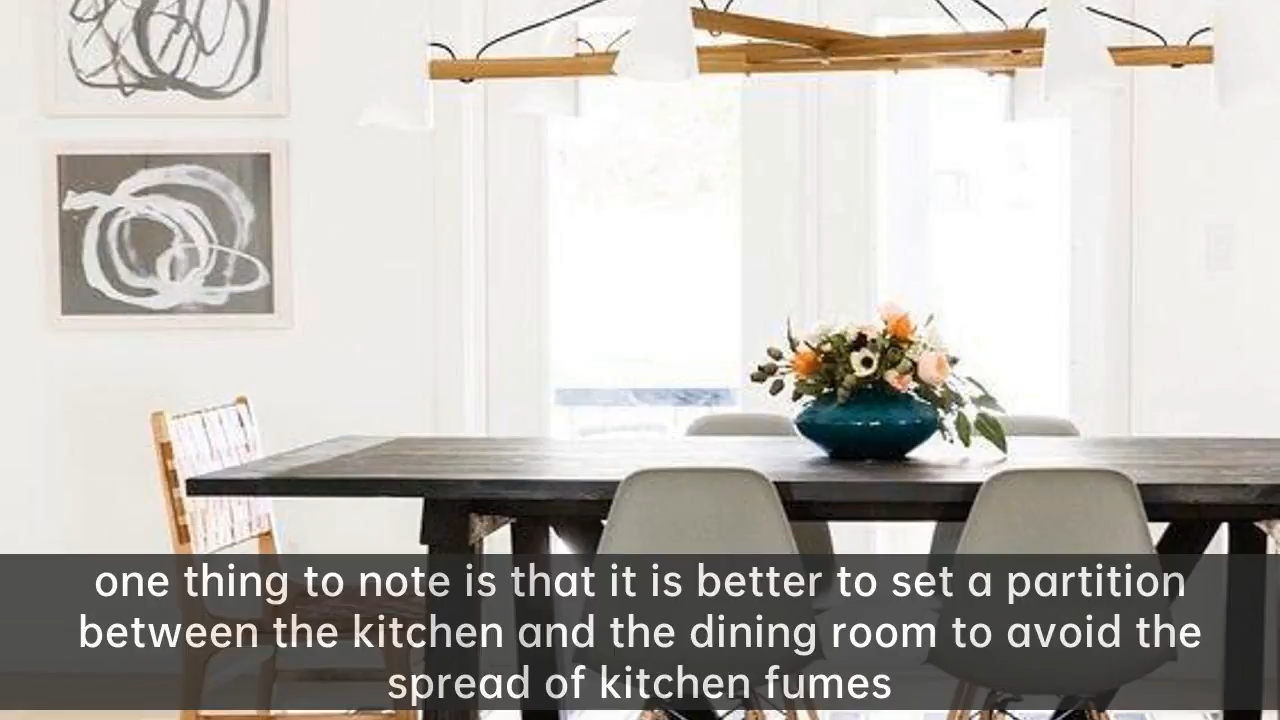 one thing to note is that it is better to set a partition
between the kitchen and the dining room to avoid the
spread of kitchen fumes